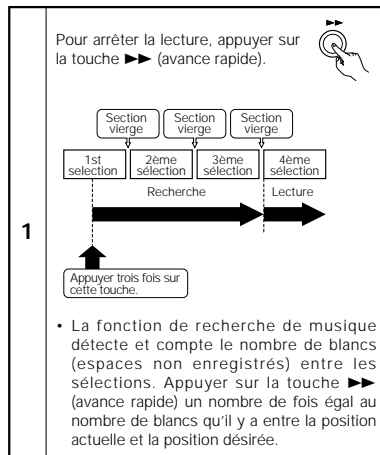 ►►
Pour arrêter la lecture, appuyer sur
la touche ►► (avance rapide).
Section
vierge
Section
vierge
Section
vierge
1st
selection
2ème
sélection
3ème
sélection
4ème
sélection
Recherche
Lecture
1
Appuyer trois fois sur
cette touche.
• La fonction de recherche de musique
détecte et compte le nombre de blancs
(espaces non enregistrés) entre les
sélections. Appuyer sur la touche ►►
(avance rapide) un nombre de fois égal au
nombre de blancs qu'il y a entre la position
actuelle et la position désirée.